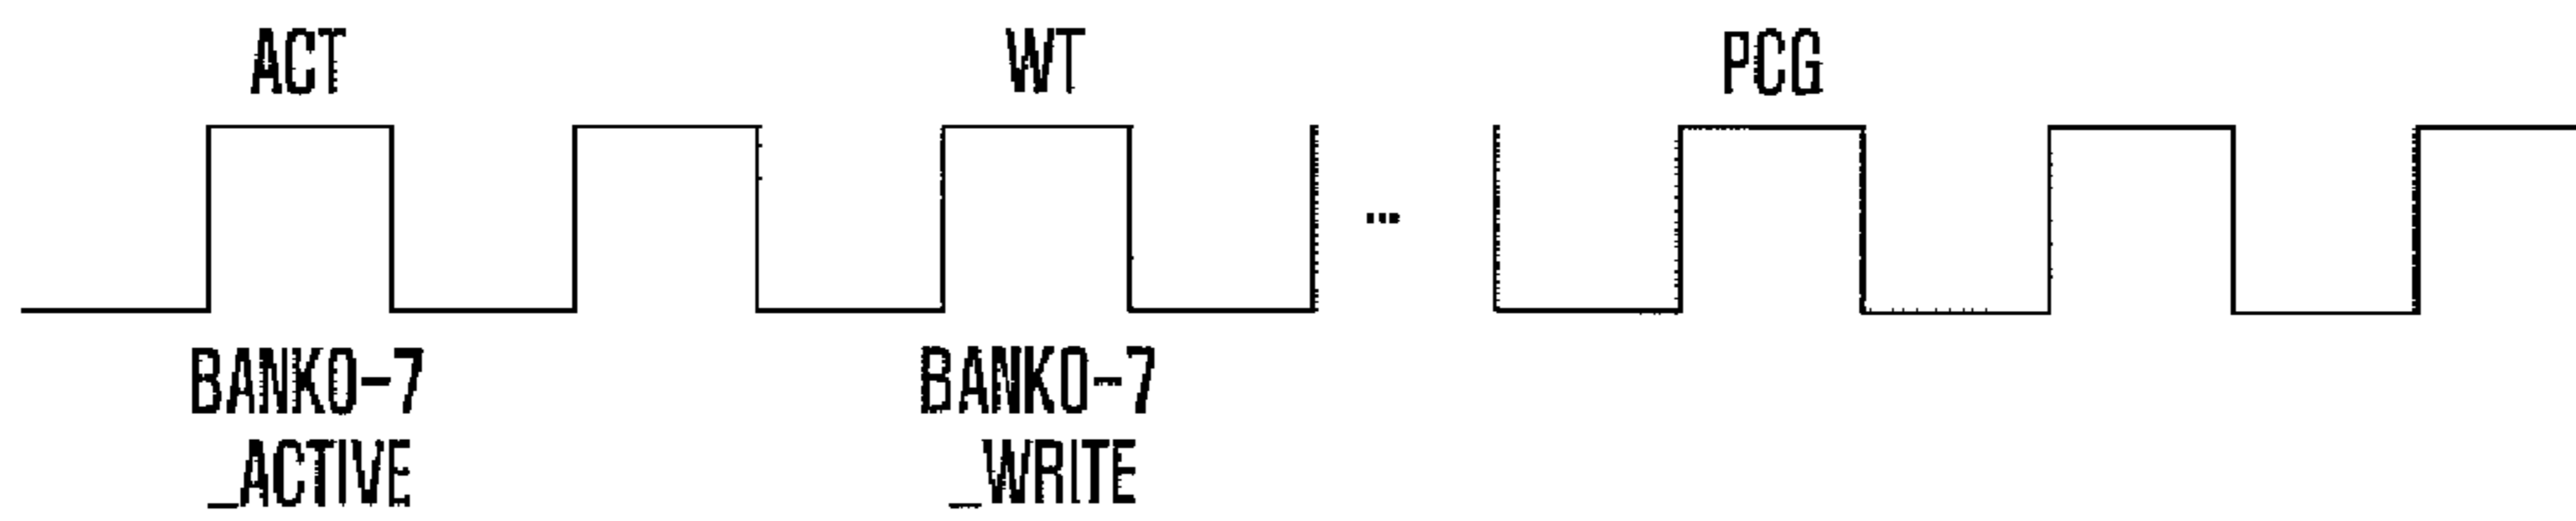 ACT WT PCG
...
BANK0-7 BANK0-7
_ACTIVE _WRITE